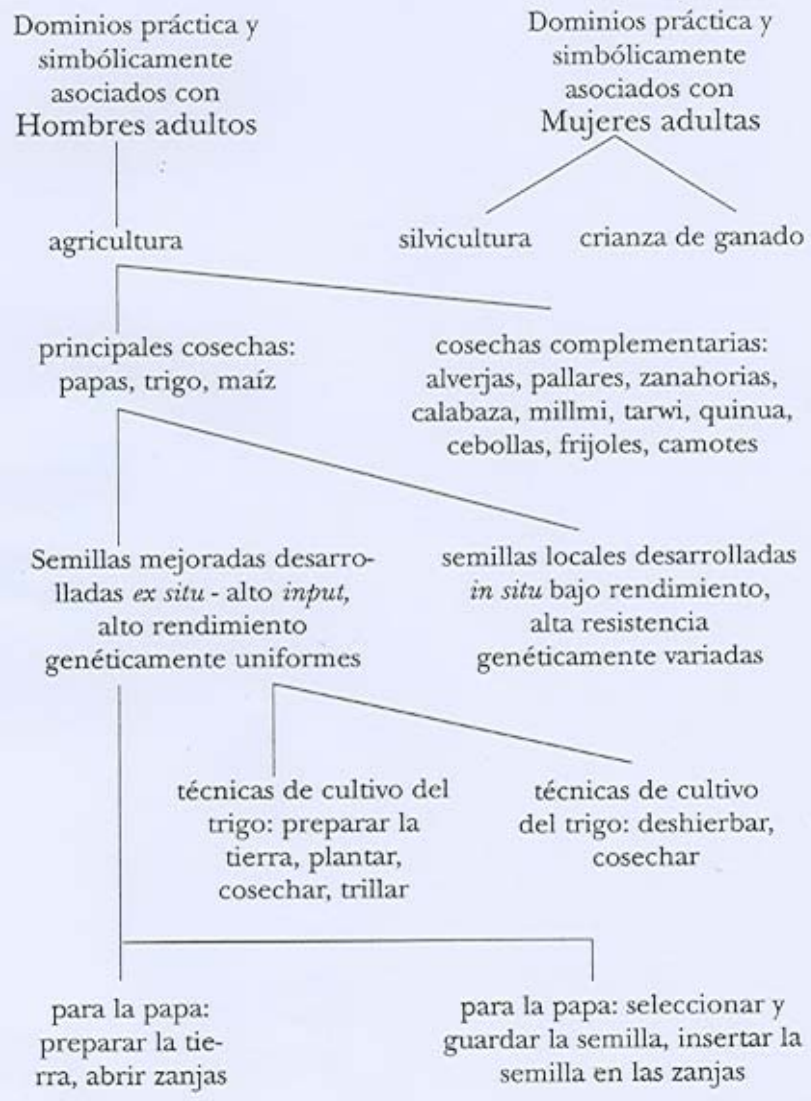 Dominios práctica y
simbólicamente
asociados con
Hombres adultos
Dominios práctica y
simbólicamente
asociados con
Mujeres adultas
agricultura
silvicultura
crianza de ganado
principales cosechas:
papas, trigo, maíz
cosechas complementarias:
alverjas, pallares, zanahorias,
calabaza, millmi, tarwi, quinua,
cebollas, frijoles, camotes
Semillas mejoradas desarro-
lladas ex situ - alto input,
alto rendimiento
genéticamente uniformes
semillas locales desarrolladas
in situ bajo rendimiento,
alta resistencia
genéticamente variadas
técnicas de cultivo del
trigo: preparar la
tierra, plantar,
cosechar, trillar
técnicas de cultivo
del trigo: deshierbar,
cosechar
para la papa:
preparar la tie-
rra, abrir zanjas
para la papa: seleccionar y
guardar la semilla, insertar la
semilla en las zanjas